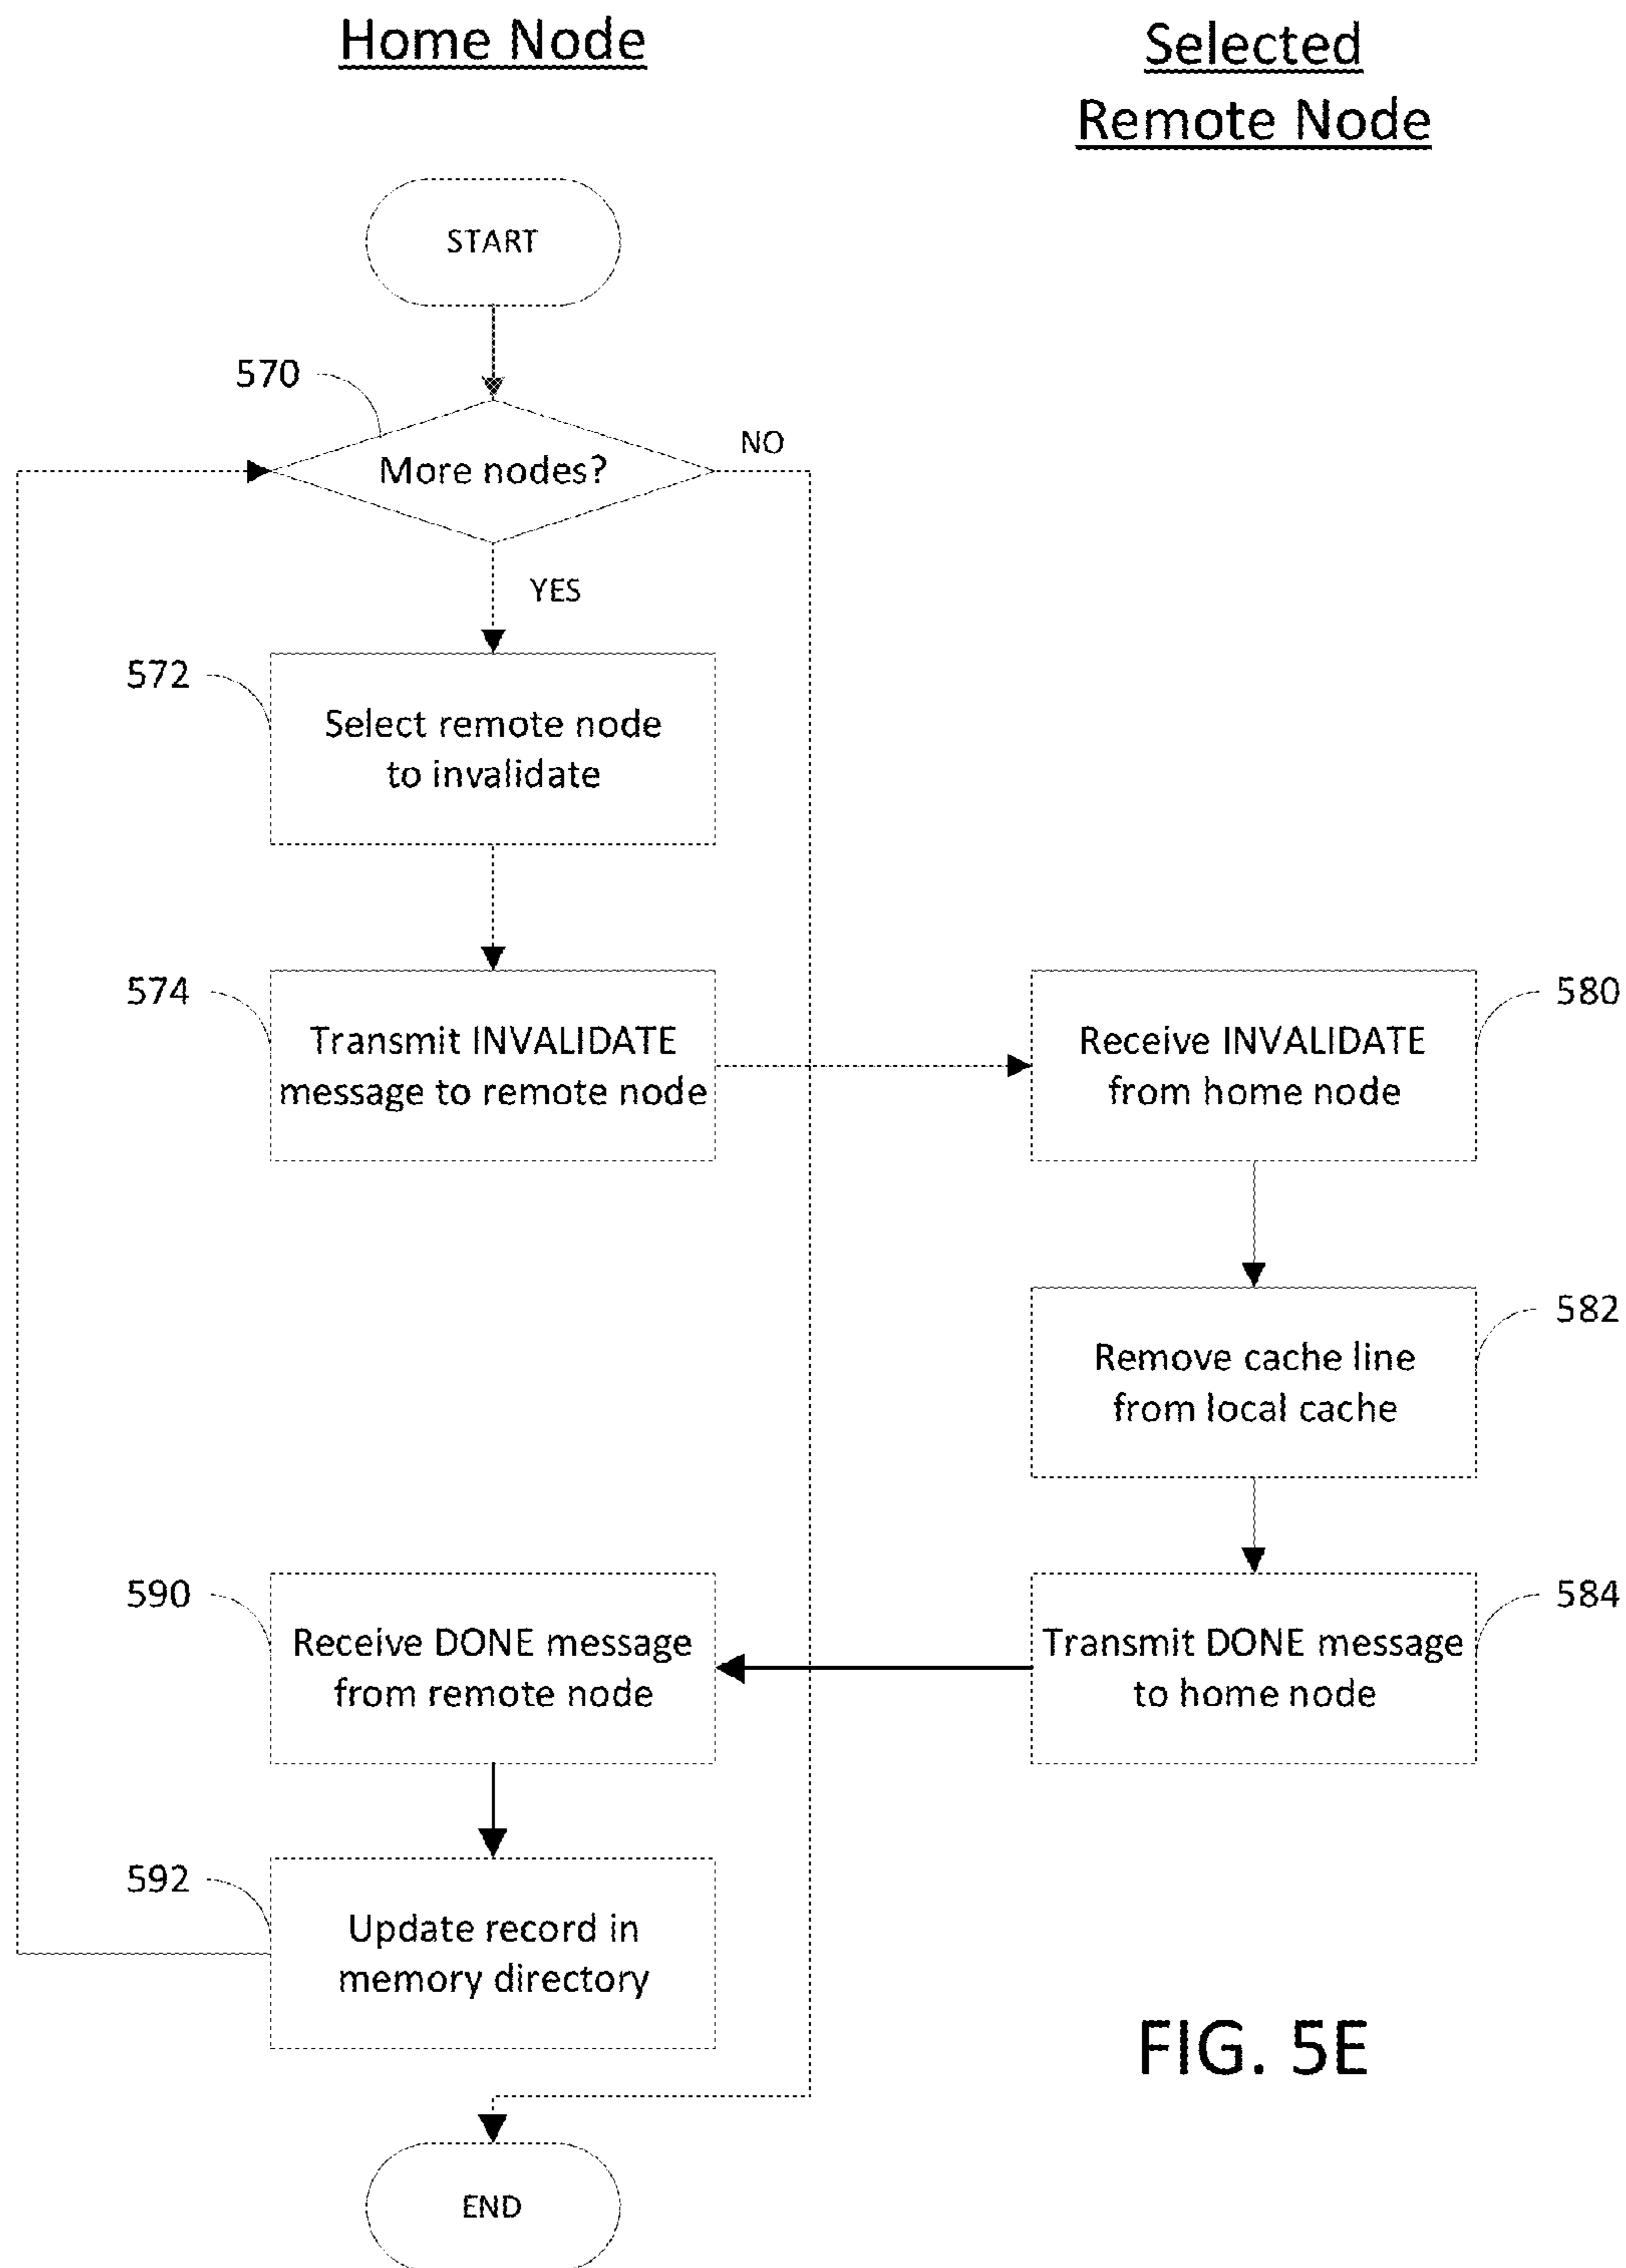 Home Node
Selected
Remote Node
START
570
More nodes?
NO
YES
572
Select remote node
to invalidate
574
Transmit INVALIDATE
message to remote node
580
Receive INVALIDATE
from home node
582
Remove cache line
from local cache
584
Transmit DONE message
to home node
590
Receive DONE message
from remote node
592
Update record in
memory directory
FIG. 5E
END